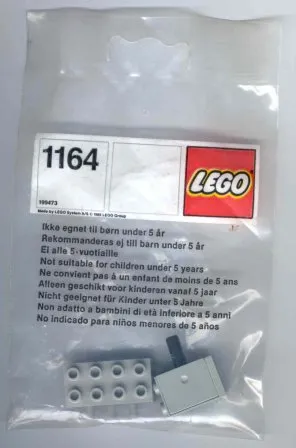 1164
LEGO
199473
Made by LEGO System A/S © 1985 LEGO Group
Ikke egnet til børn under 5 år
Rekommanderas ej till barn under 5 år
Ei alle 5-vuotiaille
Not suitable for children under 5 years
Ne convient pas à un enfant de moins de 5 ans
Alleen geschikt voor kinderen vanaf 5 jaar
Nicht geeignet für Kinder unter 5 Jahre
Non adatto a bambini di età inferiore a 5 anni
No indicado para niños menores de 5 años